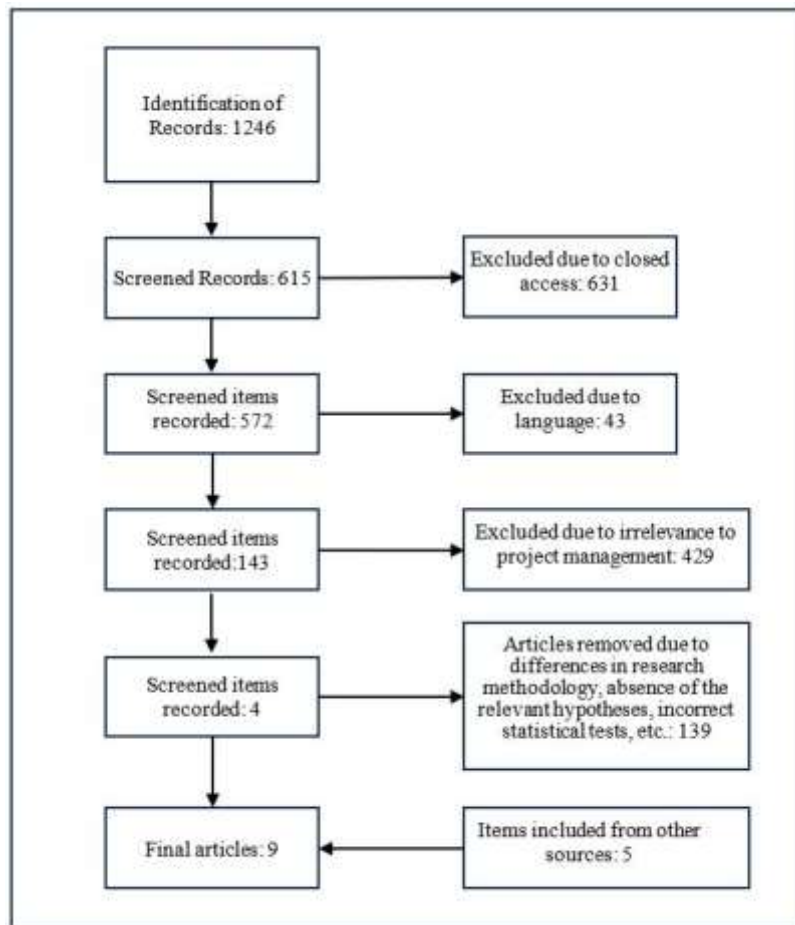 Identification of
Records: 1246
Screened Records: 615
Excluded due to closed
access: 631
Screened items
recorded: 572
Excluded due to
language: 43
Screened items
recorded:143
Excluded due to irrelevance to
project management: 429
Screened items
recorded: 4
Articles removed due to
differences in research
methodology, absence of the
relevant hypotheses, incorrect
statistical tests, etc.: 139
Final articles: 9
Items included from other
sources: 5